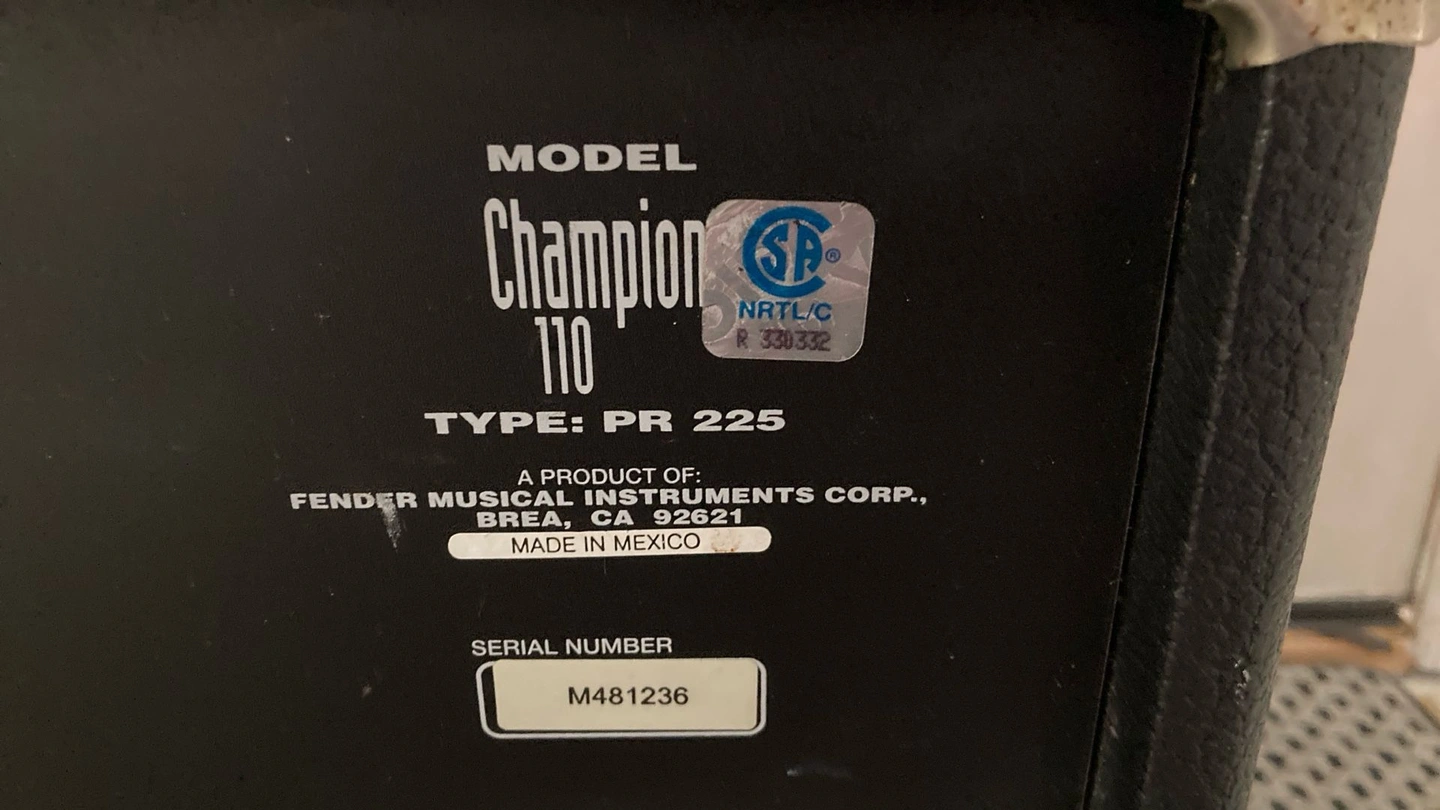 MODEL
Champion
110
CSA®
NRTL/C
R 330332
TYPE: PR 225
A PRODUCT OF:
FENDER MUSICAL INSTRUMENTS CORP.,
BREA, CA 92621
MADE IN MEXICO
SERIAL NUMBER
M481236